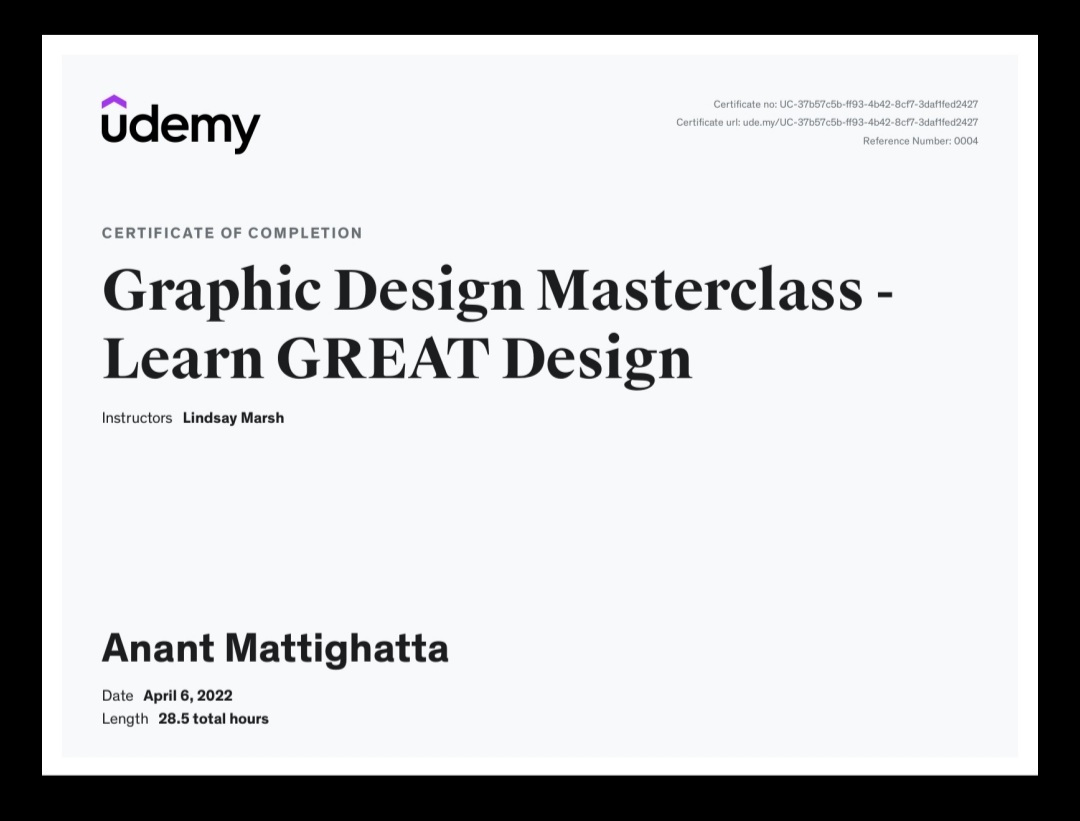 udemy
Certificate no: UC-37b57c5b-ff93-4b42-8cf7-3daf1fed2427
Certificate url: ude.my/UC-37b57c5b-ff93-4b42-8cf7-3daf1fed2427
Reference Number: 0004
CERTIFICATE OF COMPLETION
Graphic Design Masterclass -
Learn GREAT Design
Instructors Lindsay Marsh
Anant Mattighatta
Date April 6, 2022
Length 28.5 total hours